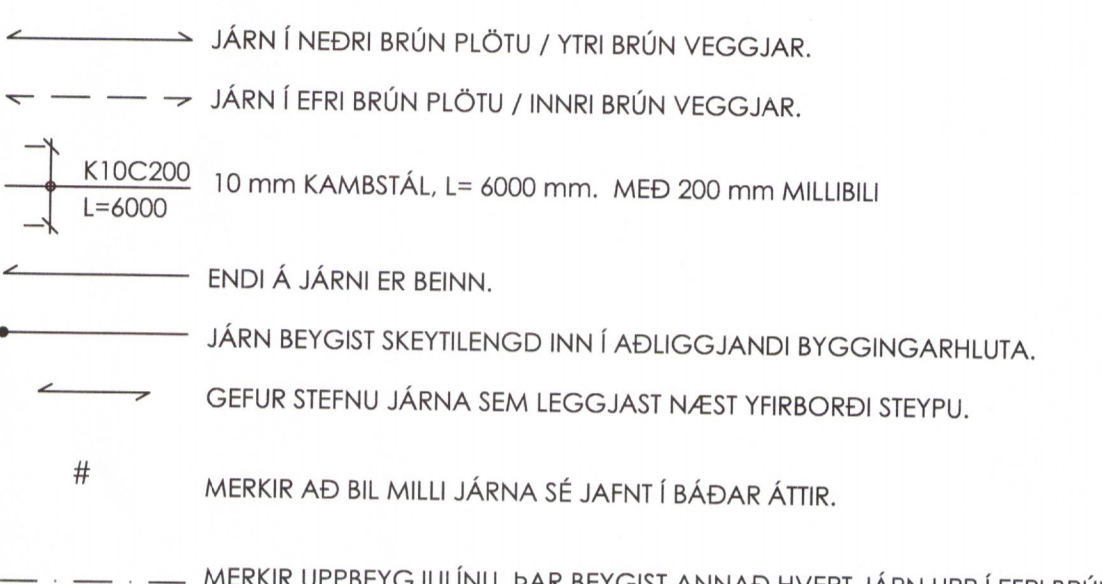 JÁRN Í NEÐRI BRÚN PLÖTU / YTRI BRÚN VEGGJAR.
JÁRN Í EFRI BRÚN PLÖTU / INNRI BRÚN VEGGJAR.
K10C200
L=6000
10 mm KAMBSTÁL, L= 6000 mm. MEÐ 200 mm MILLIBILI
ENDI Á JÁRNI ER BEINN.
JÁRN BEYGIST SKEYTILENGD INN Í AÐLIGGJANDI BYGGINGARHLUTA.
GEFUR STEFNU JÁRNA SEM LEGGJAST NÆST YFIRBORÐI STEYPU.
#
MERKIR AÐ BIL MILLI JÁRNA SÉ JAFNT Í BÁÐAR ÁTTIR.
MERKIR UPPBEYGJULÍNU, ÞAR BEYGIST ANNAÐ HVERT JÁRN UPP Í EFRI BRÚN